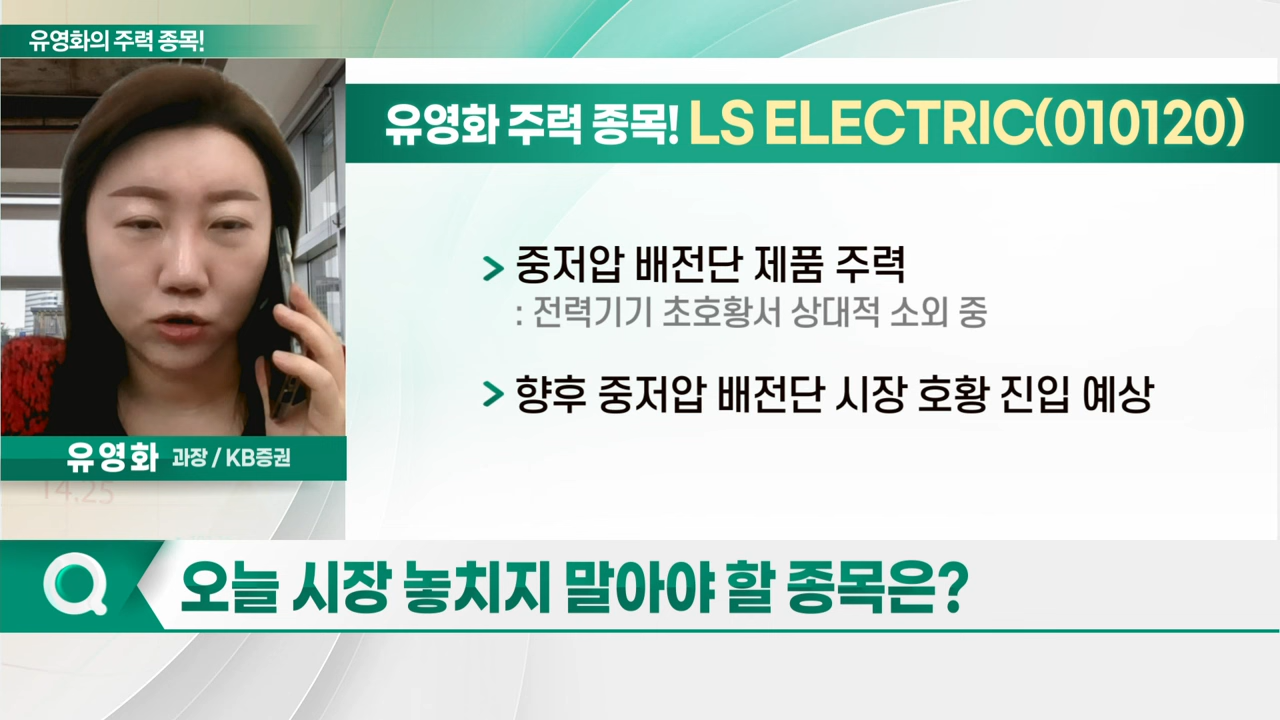 유영화의 주력 종목!
유영화 주력 종목! LS ELECTRIC(010120)
> 중저압 배전단 제품 주력
: 전력기기 초호황서 상대적 소외 중
> 향후 중저압 배전단 시장 호황 진입 예상
유영화 과장 / KB증권
14.25
오늘 시장 놓치지 말아야 할 종목은?